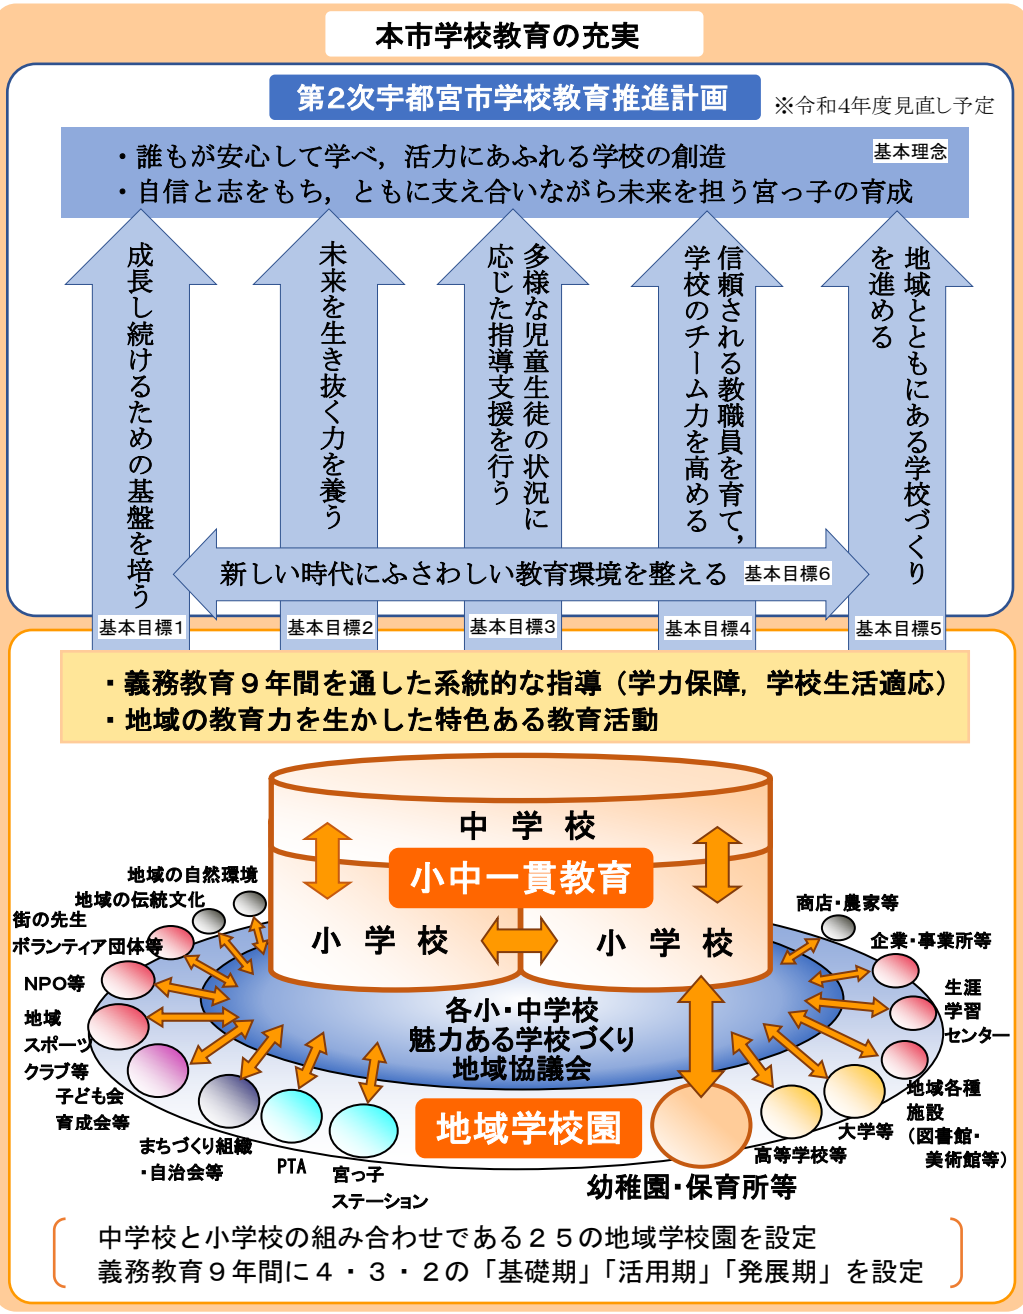 本市学校教育の充実
第2次宇都宮市学校教育推進計画
※令和4年度見直し予定
・誰もが安心して学べ，活力にあふれる学校の創造
基本理念
・自信と志をもち，ともに支え合いながら未来を担う宮っ子の育成
成長し続けるための基盤を培う
未来を生き抜く力を養う
多様な児童生徒の状況に
応じた指導支援を行う
信頼される教職員を育て，
学校のチーム力を高める
地域とともにある学校づくり
を進める
新しい時代にふさわしい教育環境を整える
基本目標6
基本目標1
基本目標2
基本目標3
基本目標4
基本目標5
・義務教育９年間を通した系統的な指導（学力保障，学校生活適応）
・地域の教育力を生かした特色ある教育活動
中 学 校
小中一貫教育
小 学 校
小 学 校
地域の自然環境
地域の伝統文化
街の先生
ボランティア団体等
NPO等
地域
スポーツ
クラブ等
子ども会
育成会等
まちづくり組織
・自治会等
PTA
宮っ子
ステーション
各小・中学校
魅力ある学校づくり
地域協議会
地域学校園
商店・農家等
企業・事業所等
生涯
学習
センター
地域各種
施設
（図書館・
美術館等）
大学等
高等学校等
幼稚園・保育所等
中学校と小学校の組み合わせである２５の地域学校園を設定
義務教育９年間に４・３・２の「基礎期」「活用期」「発展期」を設定